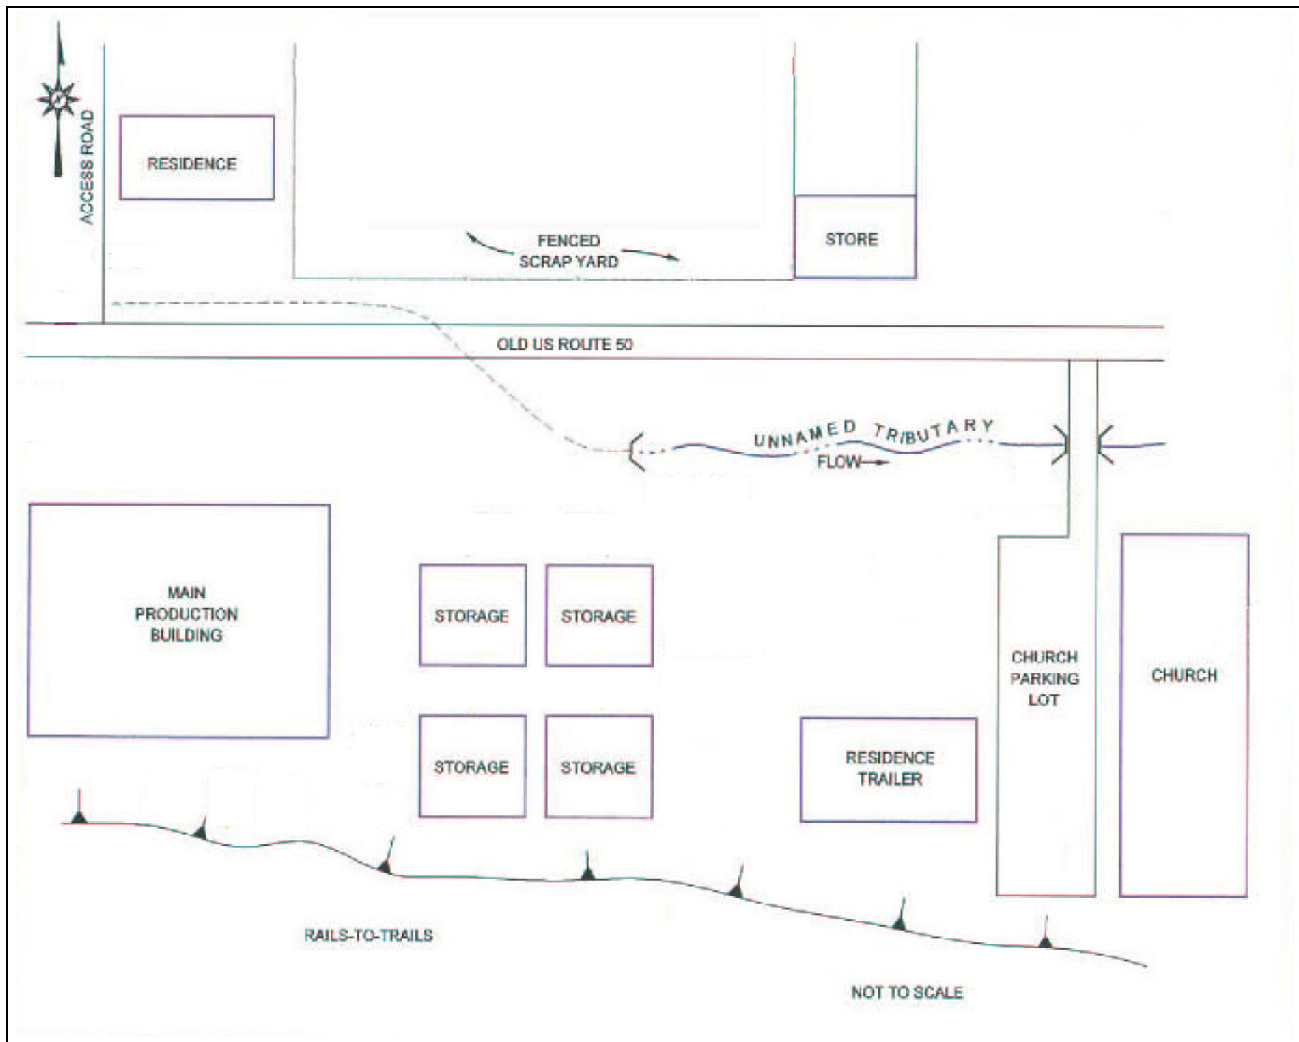 ACCESS ROAD
RESIDENCE
FENCED
SCRAP YARD
STORE
OLD US ROUTE 50
UNNAMED TRIBUTARY
FLOW
MAIN
PRODUCTION
BUILDING
STORAGE
STORAGE
STORAGE
STORAGE
RESIDENCE
TRAILER
CHURCH
PARKING
LOT
CHURCH
RAILS-TO-TRAILS
NOT TO SCALE